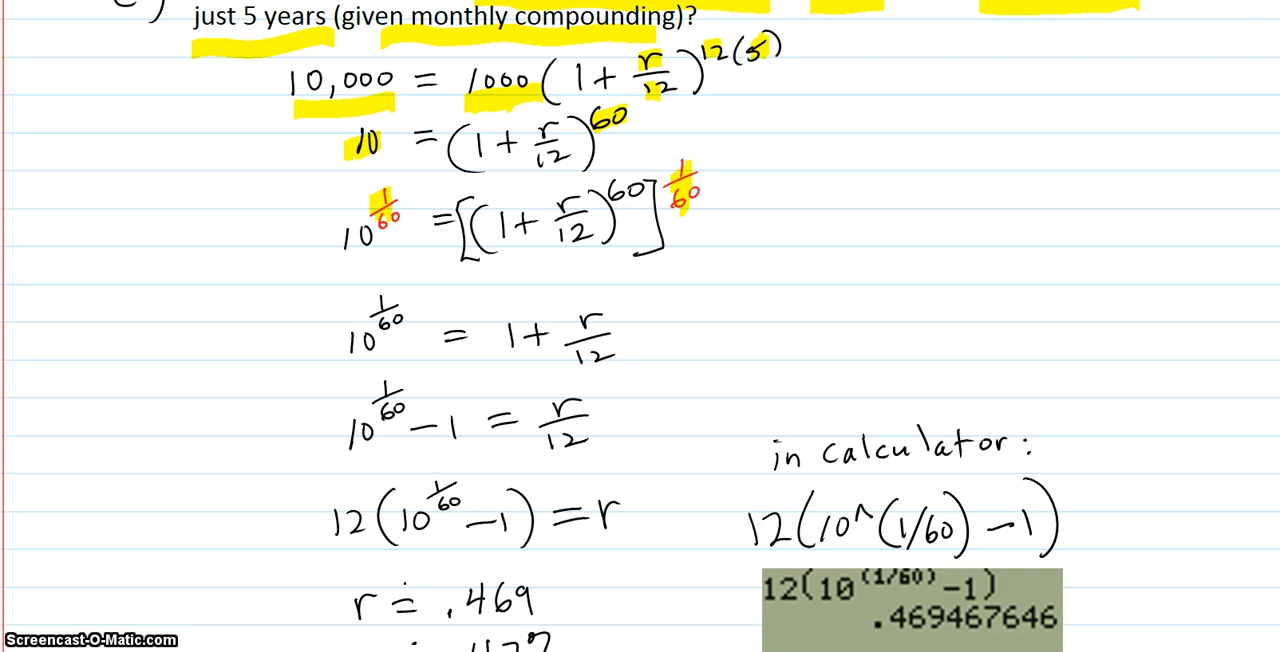 just 5 years (given monthly compounding)?
10,000 = 1000 ( 1 + r/12 )^12(5)
10 = ( 1 + r/12 )^60
10^1/60 = [ ( 1 + r/12 )^60 ]^1/60
10^1/60 = 1 + r/12
10^1/60 - 1 = r/12
in calculator:
12 ( 10^1/60 - 1 ) = r
12 ( 10^(1/60) - 1 )
12(10^(1/60) -1)
.469467646
r ≐ .469
Screencast-O-Matic.com